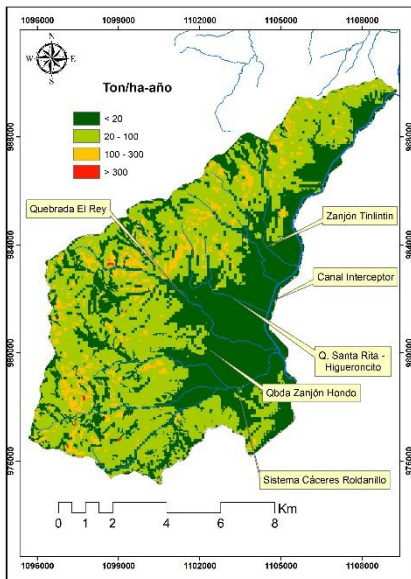 1096000 1099000 1102000 1105000 1108000
N
W E
S
Ton/ha-año
< 20
20 - 100
100 - 300
> 300
988000 988000
Quebrada El Rey
Zanjón Tinlintin
984000 984000
Canal Interceptor
Q. Santa Rita -
Higueroncito
980000 980000
Qbda Zanjón Hondo
976000 976000
Sistema Cáceres Roldanillo
Km
0 1 2 4 6 8
1096000 1099000 1102000 1105000 1108000